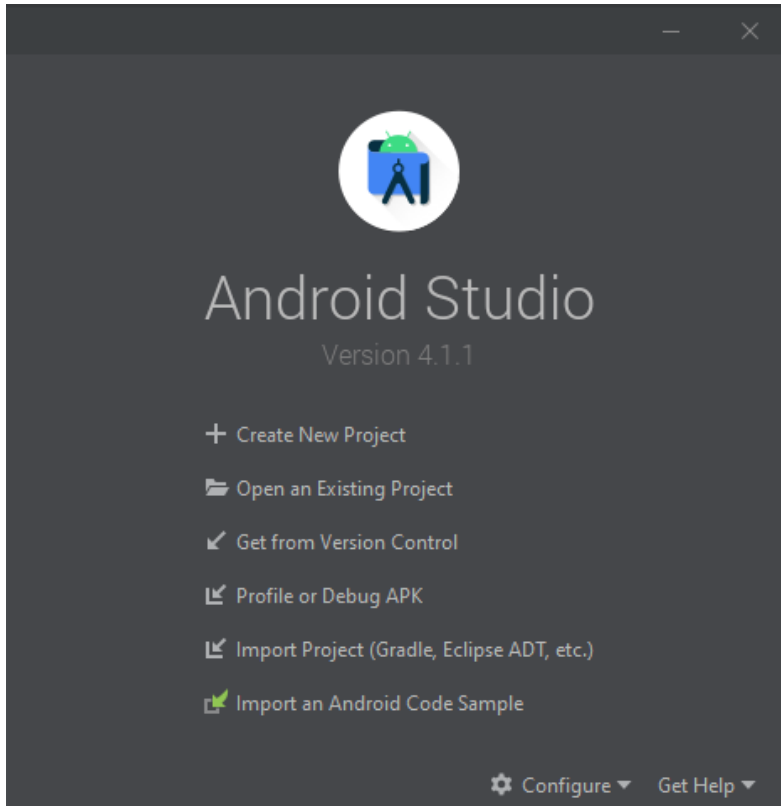 Android Studio
Version 4.1.1
Create New Project
Open an Existing Project
Get from Version Control
Profile or Debug APK
Import Project (Gradle, Eclipse ADT, etc.)
Import an Android Code Sample
Configure Get Help